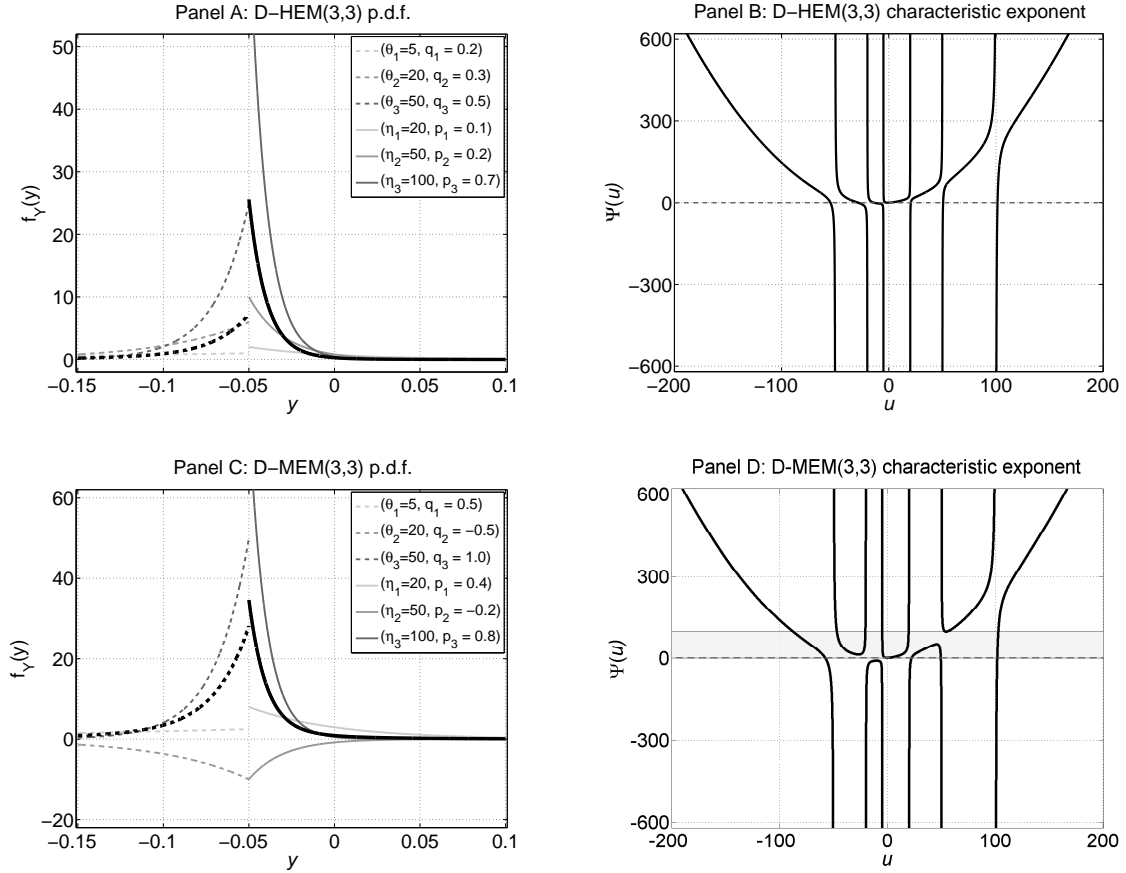 Panel A: D−HEM(3,3) p.d.f.
50
40
30
20
10
0
f_Y(y)
(θ_1=5, q_1 = 0.2)
(θ_2=20, q_2 = 0.3)
(θ_3=50, q_3 = 0.5)
(η_1=20, p_1 = 0.1)
(η_2=50, p_2 = 0.2)
(η_3=100, p_3 = 0.7)
−0.15 −0.1 −0.05 0 0.05 0.1
y
Panel B: D−HEM(3,3) characteristic exponent
600
300
0
−300
−600
Ψ(u)
−200 −100 0 100 200
u
Panel C: D−MEM(3,3) p.d.f.
60
40
20
0
−20
f_Y(y)
(θ_1=5, q_1 = 0.5)
(θ_2=20, q_2 = −0.5)
(θ_3=50, q_3 = 1.0)
(η_1=20, p_1 = 0.4)
(η_2=50, p_2 = −0.2)
(η_3=100, p_3 = 0.8)
−0.15 −0.1 −0.05 0 0.05 0.1
y
Panel D: D-MEM(3,3) characteristic exponent
600
300
0
-300
-600
Ψ(u)
-200 -100 0 100 200
u